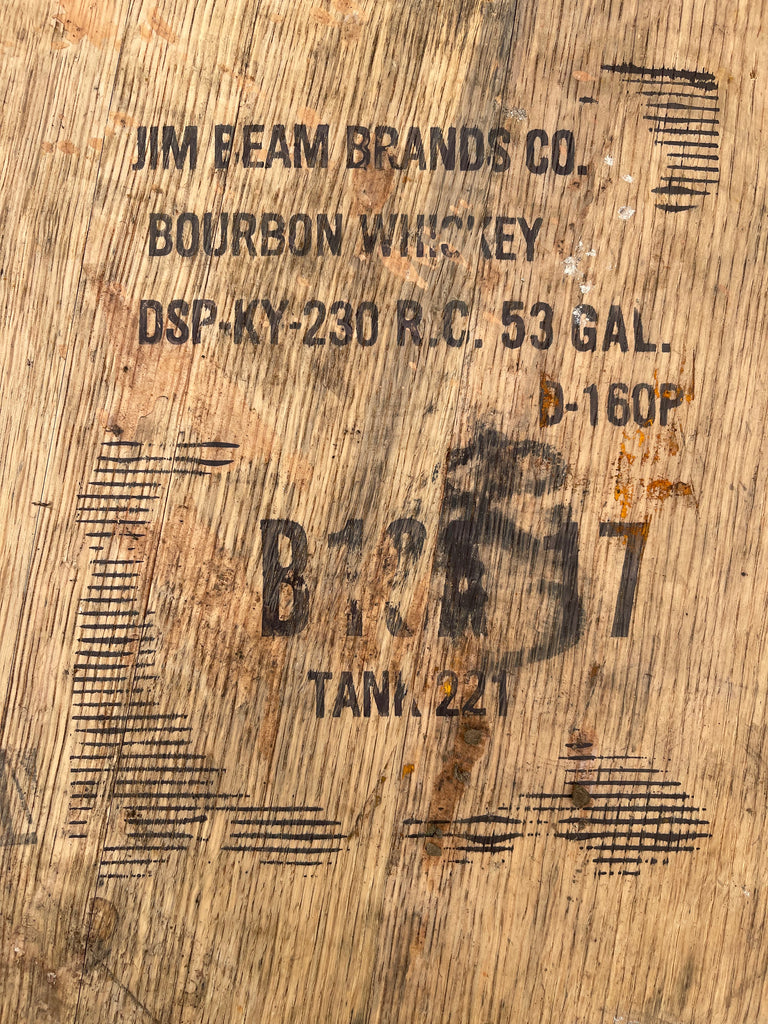 JIM BEAM BRANDS CO.
BOURBON WHISKEY
DSP-KY-230 R.C. 53 GAL.
D-160P
TANK 221